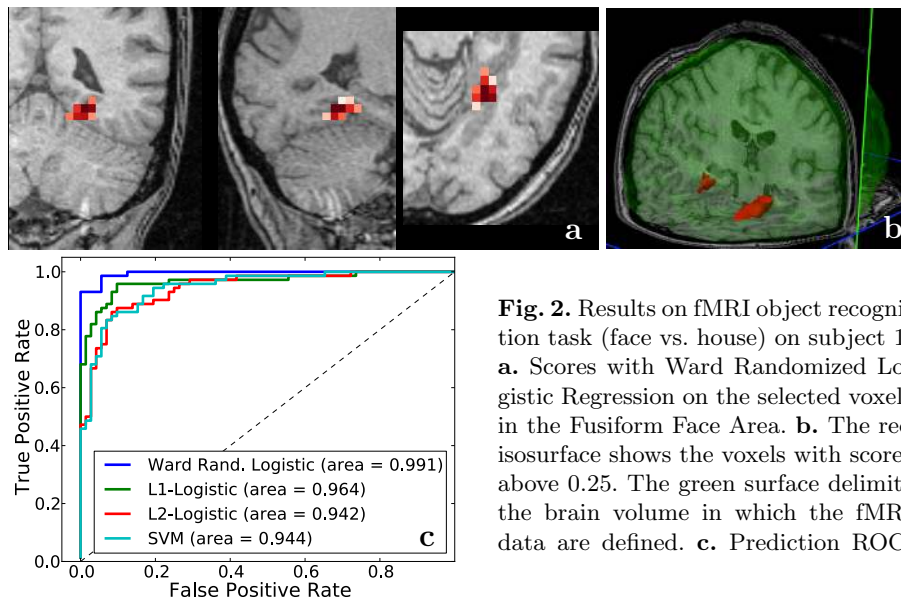 a
b
1.0
0.8
0.6
0.4
0.2
0.0
True Positive Rate
Ward Rand. Logistic (area = 0.991)
L1-Logistic (area = 0.964)
L2-Logistic (area = 0.942)
SVM (area = 0.944)
c
0.0 0.2 0.4 0.6 0.8
False Positive Rate
Fig. 2. Results on fMRI object recogni-
tion task (face vs. house) on subject 1
a. Scores with Ward Randomized Lo-
gistic Regression on the selected voxel
in the Fusiform Face Area. b. The re
isosurface shows the voxels with score
above 0.25. The green surface delimit
the brain volume in which the fMR
data are defined. c. Prediction ROC